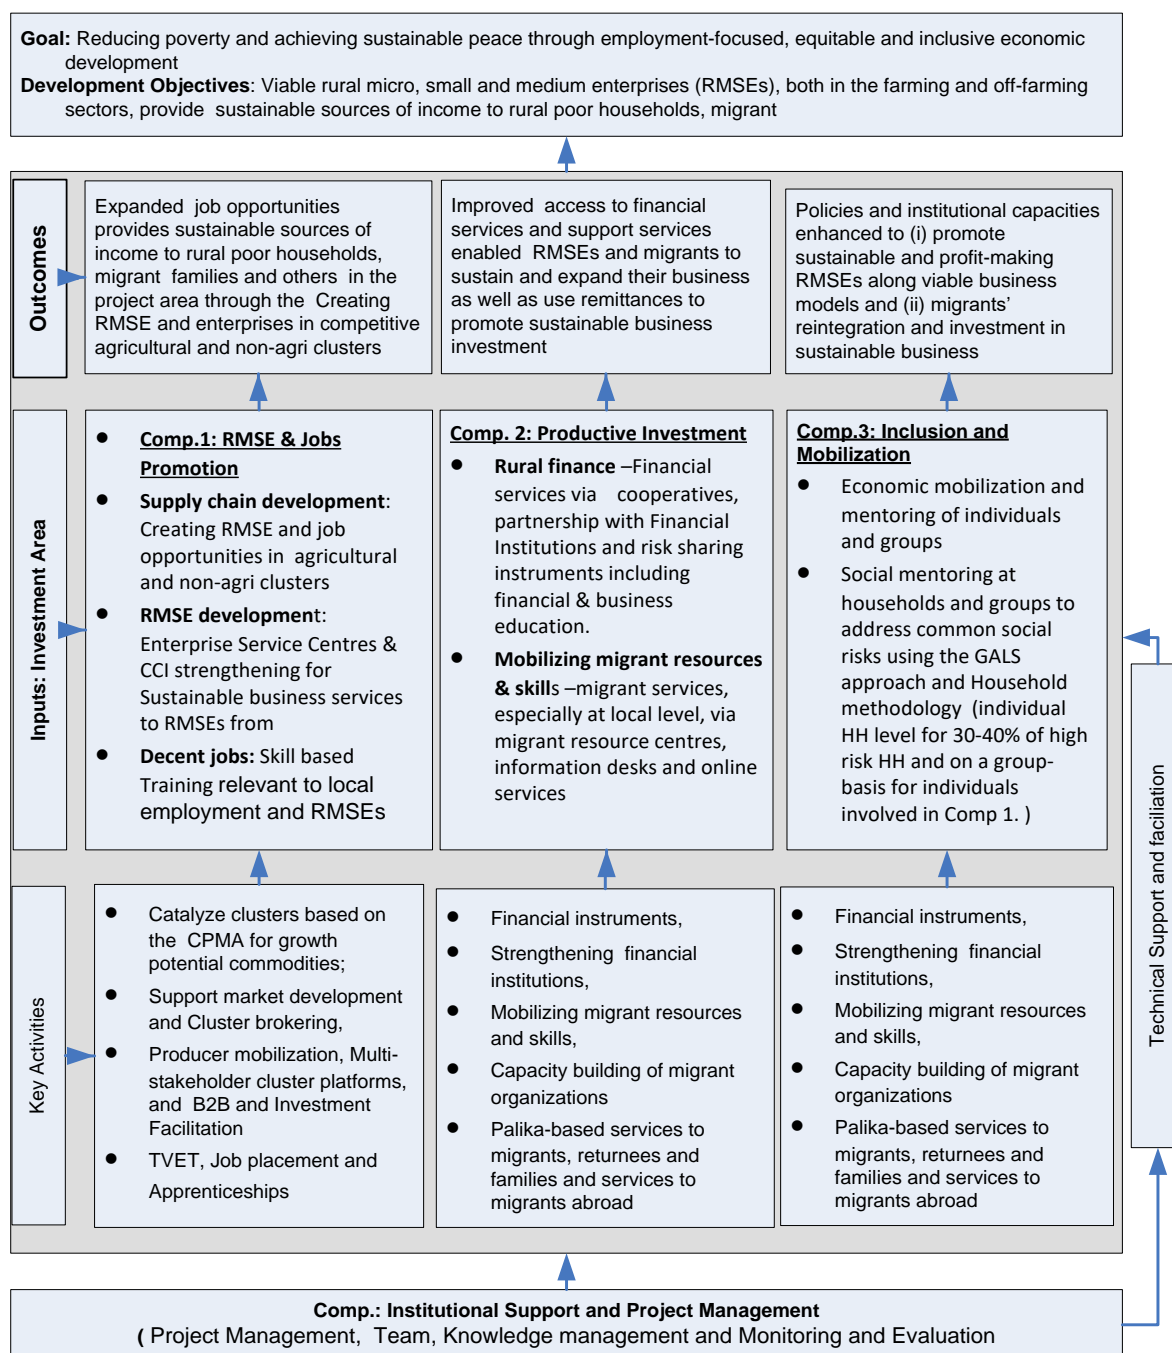 Goal: Reducing poverty and achieving sustainable peace through employment-focused, equitable and inclusive economic
development
Development Objectives: Viable rural micro, small and medium enterprises (RMSEs), both in the farming and off-farming
sectors, provide sustainable sources of income to rural poor households, migrant
Outcomes
Expanded job opportunities
provides sustainable sources of
income to rural poor households,
migrant families and others in the
project area through the Creating
RMSE and enterprises in competitive
agricultural and non-agri clusters
Improved access to financial
services and support services
enabled RMSEs and migrants to
sustain and expand their business
as well as use remittances to
promote sustainable business
investment
Policies and institutional capacities
enhanced to (i) promote
sustainable and profit-making
RMSEs along viable business
models and (ii) migrants'
reintegration and investment in
sustainable business
Inputs: Investment Area
● Comp.1: RMSE & Jobs
Promotion
● Supply chain development:
Creating RMSE and job
opportunities in agricultural
and non-agri clusters
● RMSE development:
Enterprise Service Centres &
CCI strengthening for
Sustainable business services
to RMSEs from
● Decent jobs: Skill based
Training relevant to local
employment and RMSEs
Comp. 2: Productive Investment
● Rural finance –Financial
services via cooperatives,
partnership with Financial
Institutions and risk sharing
instruments including
financial & business
education.
● Mobilizing migrant resources
& skills –migrant services,
especially at local level, via
migrant resource centres,
information desks and online
services
Comp.3: Inclusion and
Mobilization
● Economic mobilization and
mentoring of individuals
and groups
● Social mentoring at
households and groups to
address common social
risks using the GALS
approach and Household
methodology (individual
HH level for 30-40% of high
risk HH and on a group-
basis for individuals
involved in Comp 1. )
Key Activities
● Catalyze clusters based on
the CPMA for growth
potential commodities;
● Support market development
and Cluster brokering,
● Producer mobilization, Multi-
stakeholder cluster platforms,
and B2B and Investment
Facilitation
● TVET, Job placement and
Apprenticeships
● Financial instruments,
● Strengthening financial
institutions,
● Mobilizing migrant resources
and skills,
● Capacity building of migrant
organizations
● Palika-based services to
migrants, returnees and
families and services to
migrants abroad
● Financial instruments,
● Strengthening financial
institutions,
● Mobilizing migrant resources
and skills,
● Capacity building of migrant
organizations
● Palika-based services to
migrants, returnees and
families and services to
migrants abroad
Technical Support and faciliation
Comp.: Institutional Support and Project Management
( Project Management, Team, Knowledge management and Monitoring and Evaluation